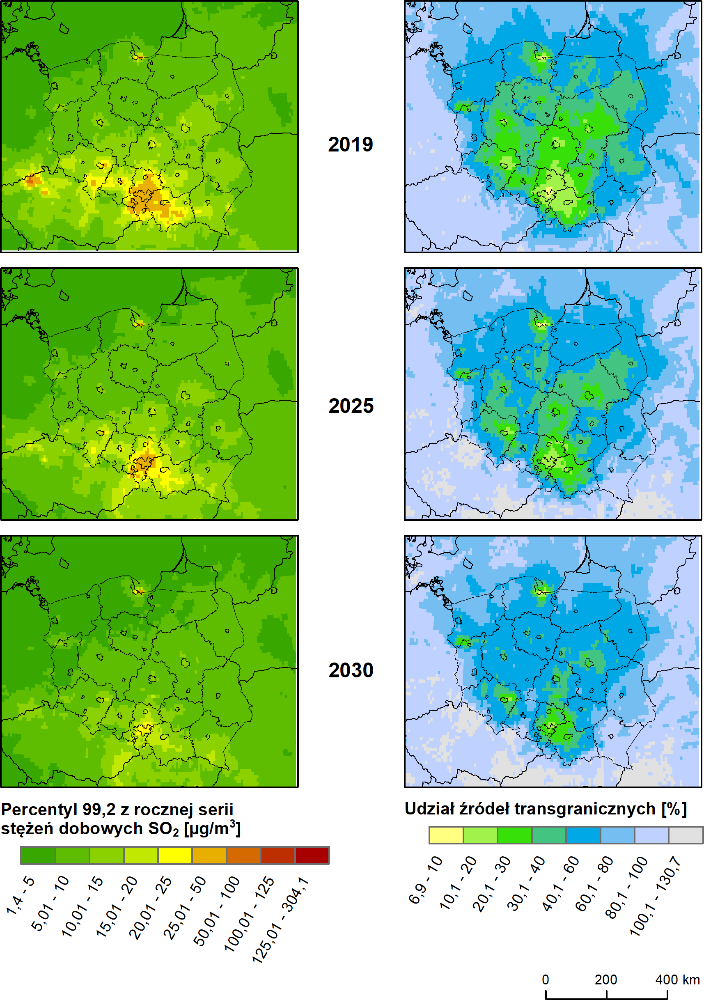 2019
2025
2030
Percentyl 99,2 z rocznej serii
stężeń dobowych SO₂ [µg/m³]
1,4 - 5
5,01 - 10
10,01 - 15
15,01 - 20
20,01 - 25
25,01 - 50
50,01 - 100
100,01 - 125
125,01 - 304,1
Udział źródeł transgranicznych [%]
6,9 - 10
10,1 - 20
20,1 - 30
30,1 - 40
40,1 - 60
60,1 - 80
80,1 - 100
100,1 - 130,7
0 200 400 km